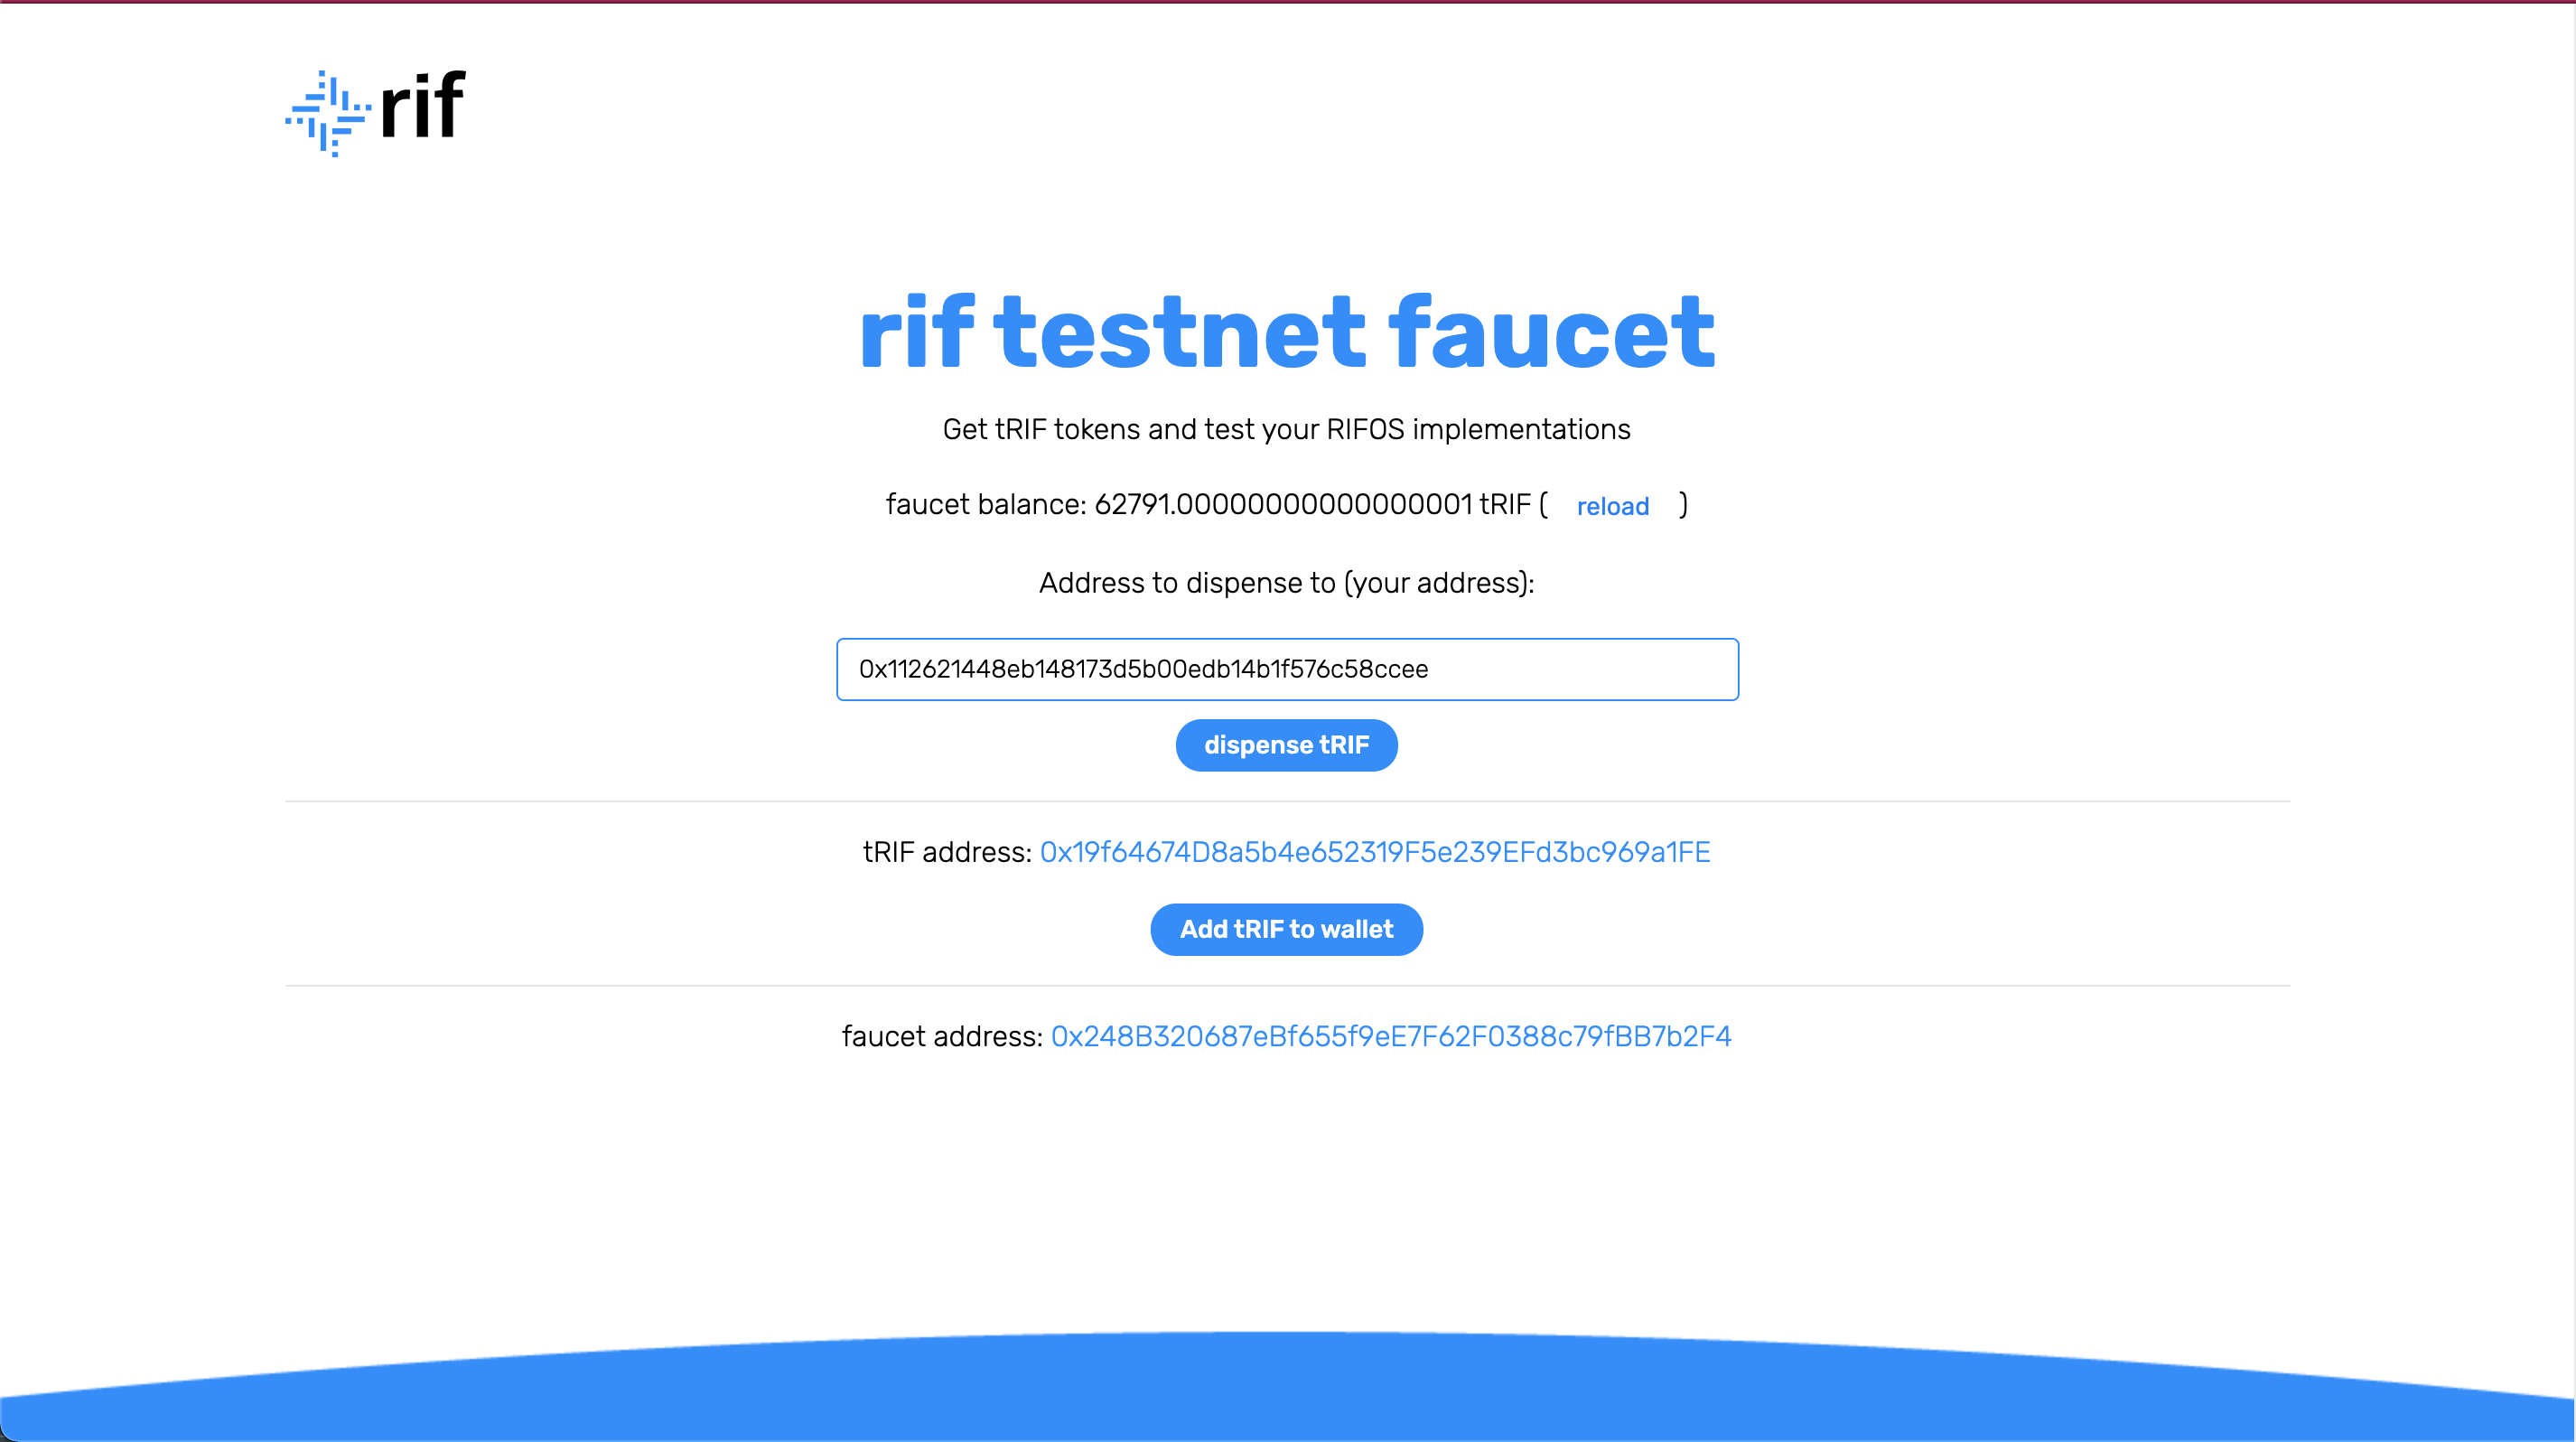 rif
rif testnet faucet
Get tRIF tokens and test your RIFOS implementations
faucet balance: 62791.00000000000000001 tRIF ( reload )
Address to dispense to (your address):
0x112621448eb148173d5b00edb14b1f576c58ccee
dispense tRIF
tRIF address: 0x19f64674D8a5b4e652319F5e239EFd3bc969a1FE
Add tRIF to wallet
faucet address: 0x248B320687eBf655f9eE7F62F0388c79fBB7b2F4